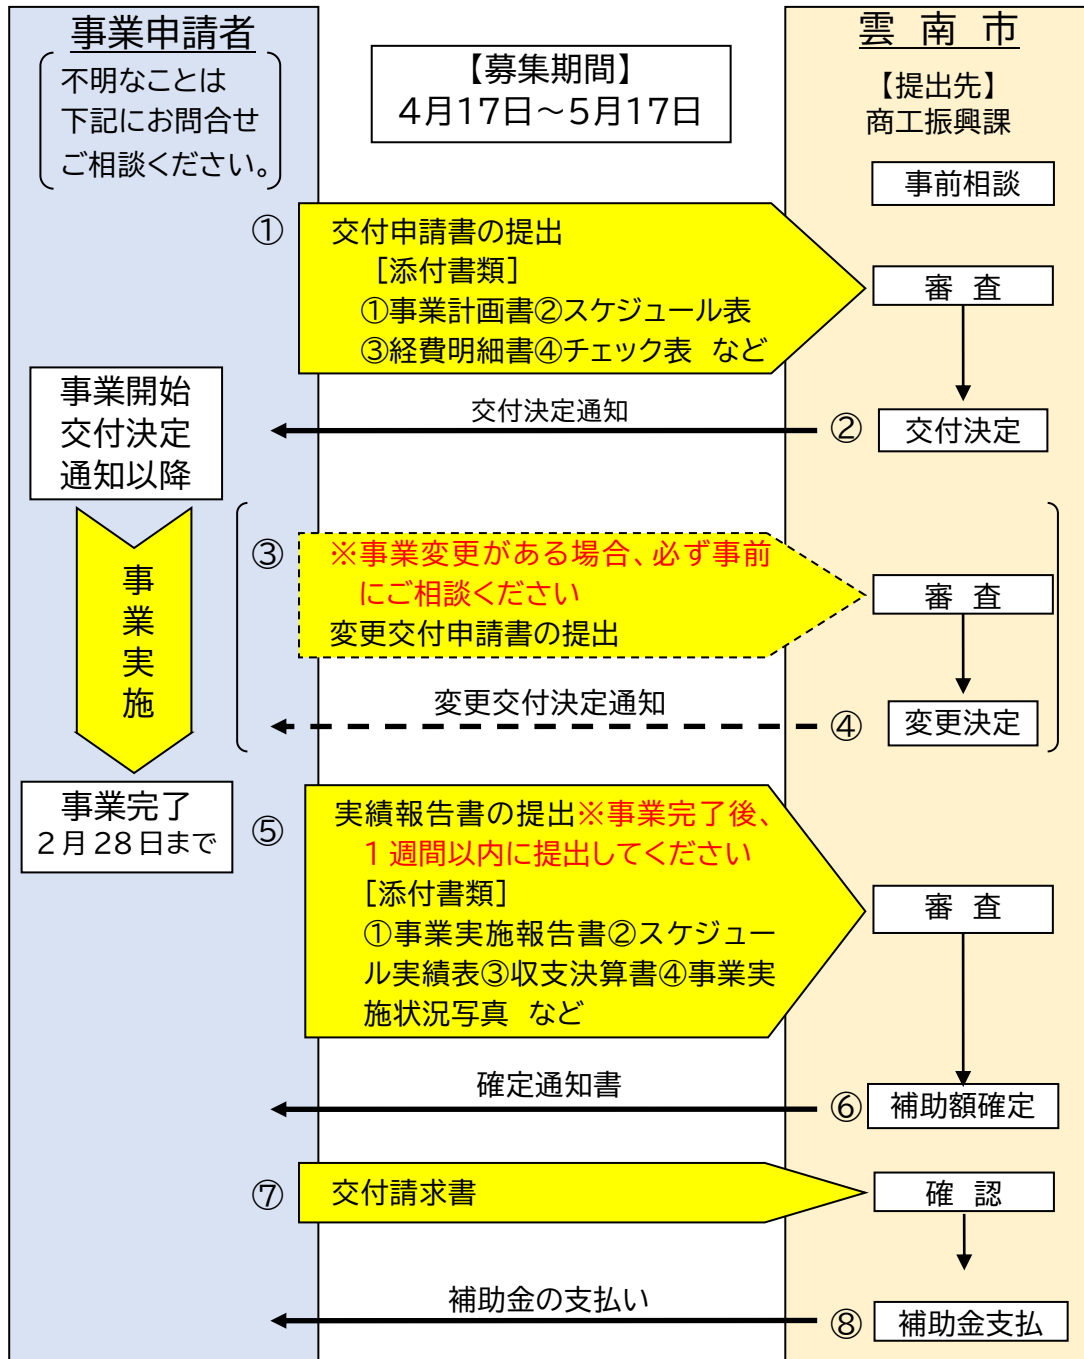 事業申請者
不明なことは
下記にお問合せ
ご相談ください。
【募集期間】
4月17日～5月17日
雲 南 市
【提出先】
商工振興課
事前相談
①
交付申請書の提出
［添付書類］
①事業計画書②スケジュール表
③経費明細書④チェック表 など
審 査
事業開始
交付決定
通知以降
交付決定通知
②
交付決定
事業実施
③
※事業変更がある場合、必ず事前
にご相談ください
変更交付申請書の提出
審 査
変更交付決定通知
④
変更決定
事業完了
2月28日まで
⑤
実績報告書の提出※事業完了後、
1週間以内に提出してください
［添付書類］
①事業実施報告書②スケジュー
ル実績表③収支決算書④事業実
施状況写真 など
審 査
確定通知書
⑥
補助額確定
⑦
交付請求書
確 認
補助金の支払い
⑧
補助金支払